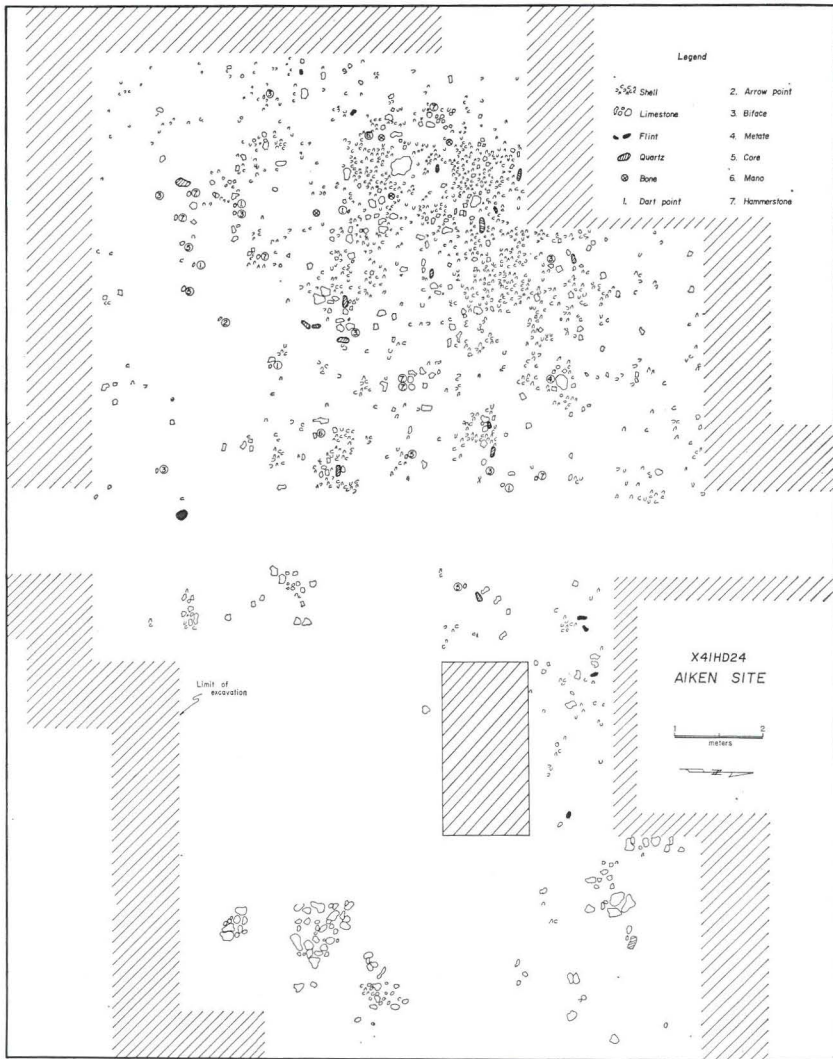 Legend
Shell
Limestone
Flint
Quartz
Bone
1. Dart point
2. Arrow point
3. Biface
4. Metate
5. Core
6. Mano
7. Hammerstone
Limit of
excavation
X41HD24
AIKEN SITE
1 2
meters